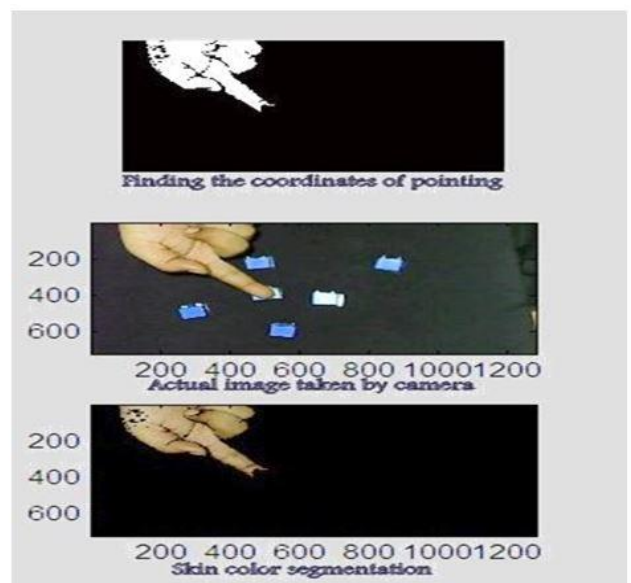 Finding the coordinates of pointing
200
400
600
200 400 600 800 10001200
Actual image taken by camera
200
400
600
200 400 600 800 10001200
Skin color segmentation